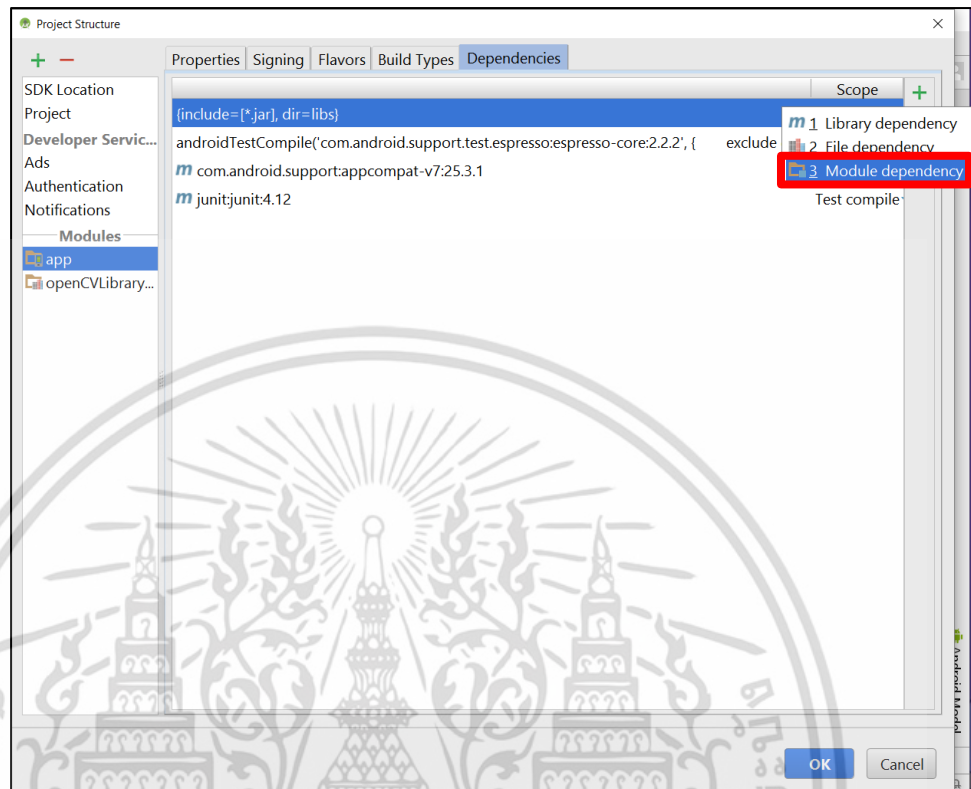 Project Structure
Properties Signing Flavors Build Types Dependencies
SDK Location
Project
Developer Servic...
Ads
Authentication
Notifications
Modules
app
openCVLibrary...
Scope
{include=[*.jar], dir=libs}
androidTestCompile('com.android.support.test.espresso:espresso-core:2.2.2', { exclude
m com.android.support:appcompat-v7:25.3.1
m junit:junit:4.12
Test compile
m 1 Library dependency
2 File dependency
3 Module dependency
Android Model
OK Cancel